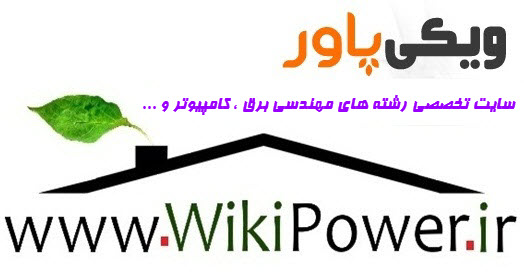 ویکی پاور
سایت تخصصی رشته های مهندسی برق ، کامپیوتر و ...
www.WikiPower.ir